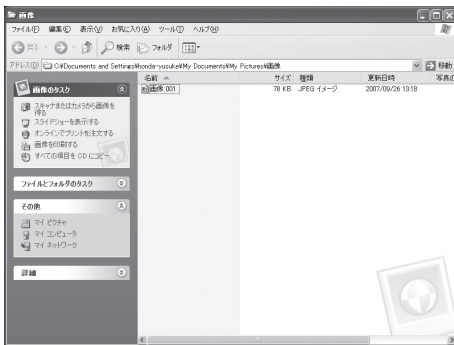 画像
ファイル(F) 編集(E) 表示(V) お気に入り(A) ツール(T) ヘルプ(H)
戻る 検索 フォルダ
アドレス(D) C:¥Documents and Settings¥honda-yusuke¥My Documents¥My Pictures¥画像 移動
名前 サイズ 種類 更新日時 写真の
画像 001 78 KB JPEG イメージ 2007/09/26 13:18
画像のタスク
スキャナまたはカメラから画像を
得る
スライド ショーを表示する
オンラインでプリントを注文する
画像を印刷する
すべての項目を CD にコピー
ファイルとフォルダのタスク
その他
マイ ピクチャ
マイ コンピュータ
マイ ネットワーク
詳細